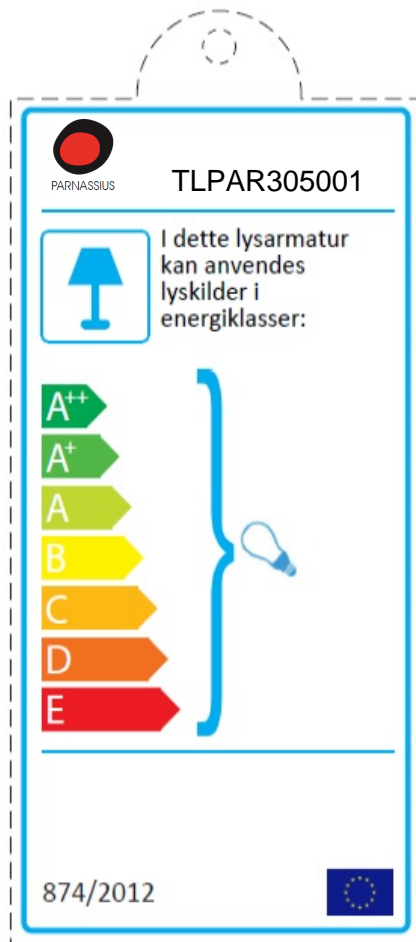 PARNASSIUS
TLPAR305001
I dette lysarmatur
kan anvendes
lyskilder i
energiklasser:
A++
A+
A
B
C
D
E
874/2012